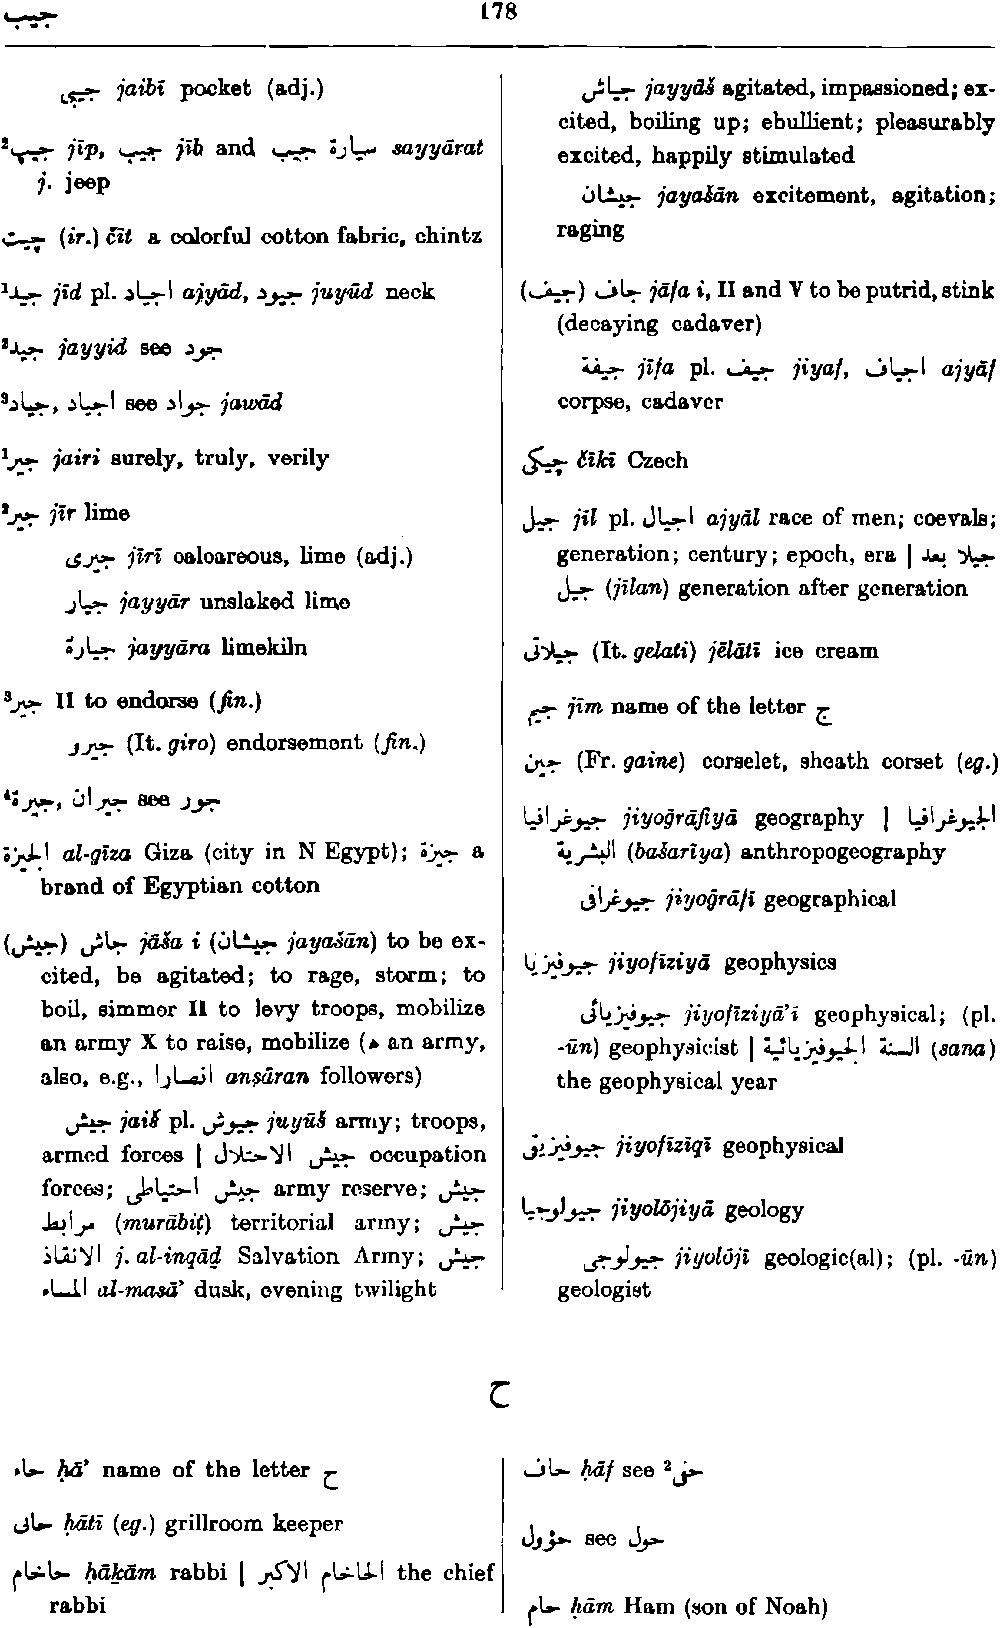 جيب 178
جيبى jaibī pocket (adj.)
²جيپ jīp, جيب jīb and سيارة جيب sayyārat
j. jeep
چيت (ir.) čīt a colorful cotton fabric, chintz
¹جيد jīd pl. اجياد ajyād, جيود juyūd neck
²جيد jayyid see جود
³جياد, اجياد see جواد jawād
¹جير jairi surely, truly, verily
²جير jīr lime
جيرى jīrī calcareous, lime (adj.)
جيار jayyār unslaked lime
جيارة jayyāra limekiln
³جير II to endorse (fin.)
جيرو (It. giro) endorsement (fin.)
⁴جيرة, جيران see جور
الجيزة al-gīza Giza (city in N Egypt); جيزة a
brand of Egyptian cotton
(جيش) جاش jāša i (جيشان jayašān) to be ex-
cited, be agitated; to rage, storm; to
boil, simmer II to levy troops, mobilize
an army X to raise, mobilize (ه an army,
also, e.g., انصارا anṣāran followers)
جيش jaiš pl. جيوش juyūš army; troops,
armed forces | جيش الاحتلال occupation
forces; جيش احتياطى army reserve; جيش
مرابط (murābiṭ) territorial army; جيش
الانقاذ j. al-inqāḏ Salvation Army; جيش
المساء al-masā’ dusk, evening twilight
جياش jayyāš agitated, impassioned; ex-
cited, boiling up; ebullient; pleasurably
excited, happily stimulated
جيشان jayašān excitement, agitation;
raging
(جيف) جاف jāfa i, II and V to be putrid, stink
(decaying cadaver)
جيفة jīfa pl. جيف jiyaf, اجياف ajyāf
corpse, cadaver
چيكى čīkī Czech
جيل jīl pl. اجيال ajyāl race of men; coevals;
generation; century; epoch, era | جيلا بعد
جيل (jīlan) generation after generation
جيلاتى (It. gelati) jēlātī ice cream
جيم jīm name of the letter ج
جين (Fr. gaine) corselet, sheath corset (eg.)
جيوغرافيا jiyoḡrāfiyā geography | الجيوغرافيا
البشرية (bašarīya) anthropogeography
جيوغرافى jiyoḡrāfī geographical
جيوفيزيا jiyofīziyā geophysics
جيوفيزيائى jiyofīziyā’ī geophysical; (pl.
-ūn) geophysicist | السنة الجيوفيزيائية (sana)
the geophysical year
جيوفيزيقى jiyofīzīqī geophysical
جيولوجيا jiyolōjiyā geology
جيولوجى jiyolōjī geologic(al); (pl. -ūn)
geologist
ح
حاء ḥā’ name of the letter ح
حاتى ḥātī (eg.) grillroom keeper
حاخام ḥāḵām rabbi | الحاخام الاكبر the chief
rabbi
حاف ḥāf see ²حفى
حؤول see حول
حام ḥām Ham (son of Noah)